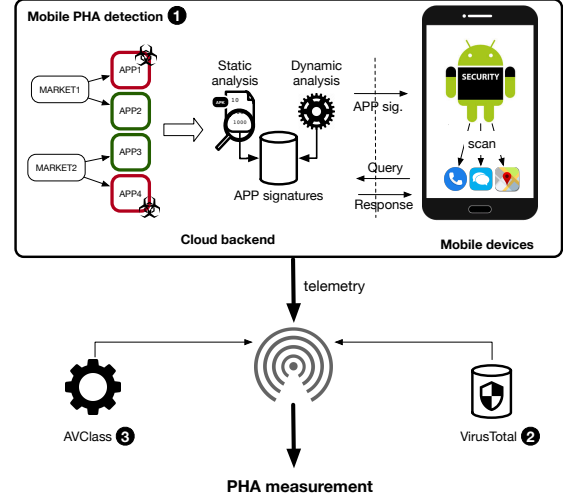 Mobile PHA detection 1
MARKET1
APP1
APP2
MARKET2
APP3
APP4
Static
analysis
Dynamic
analysis
APK
10
1000
APP signatures
APP sig.
Query
Response
SECURITY
scan
Cloud backend
Mobile devices
telemetry
AVClass 3
VirusTotal 2
PHA measurement